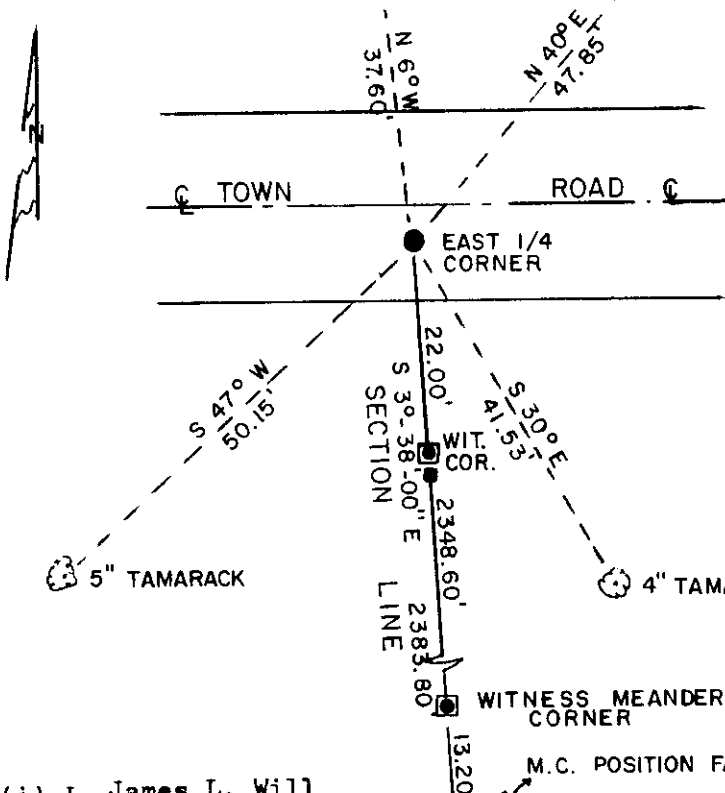 N 6° W
37.60'
N 40° E
47.85'
N
℄ TOWN ROAD ℄
EAST 1/4
CORNER
22.00'
S 3°-38'-00" E
SECTION LINE
S 47° W
50.15'
S 30° E
41.53'
WIT.
COR.
2348.60'
2383.80'
5" TAMARACK
4" TAMA
WITNESS MEANDER
CORNER
13.20
M.C. POSITION FA
(i) I, James L. Will